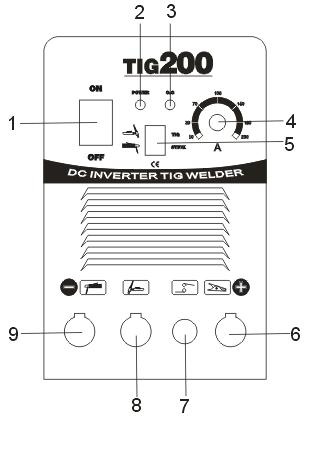 2 3
TIG200
ON
POWER O.C
1
OFF
TIG
STICK
CE
A
4
5
DC INVERTER TIG WELDER
− +
9
8
7
6